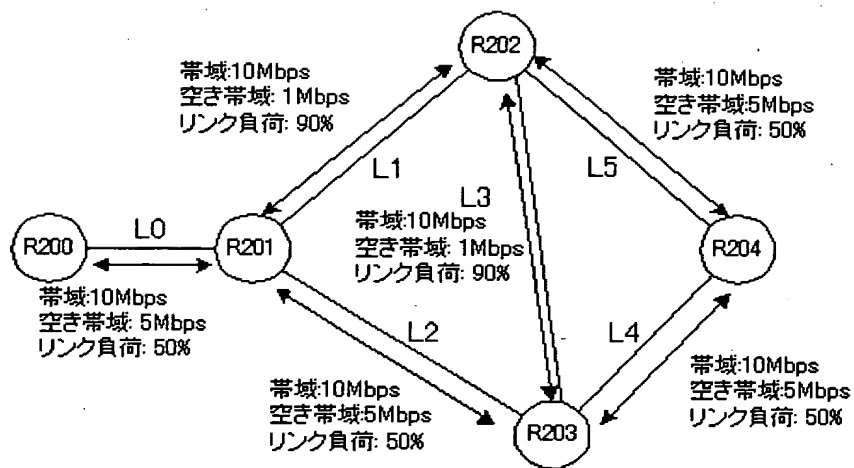 R202
帯域:10Mbps
空き帯域: 1Mbps
リンク負荷: 90%
帯域:10Mbps
空き帯域:5Mbps
リンク負荷: 50%
L1
L3
L5
帯域:10Mbps
空き帯域: 1Mbps
リンク負荷: 90%
R200
L0
R201
R204
帯域:10Mbps
空き帯域: 5Mbps
リンク負荷: 50%
L2
L4
帯域:10Mbps
空き帯域:5Mbps
リンク負荷: 50%
帯域:10Mbps
空き帯域:5Mbps
リンク負荷: 50%
R203